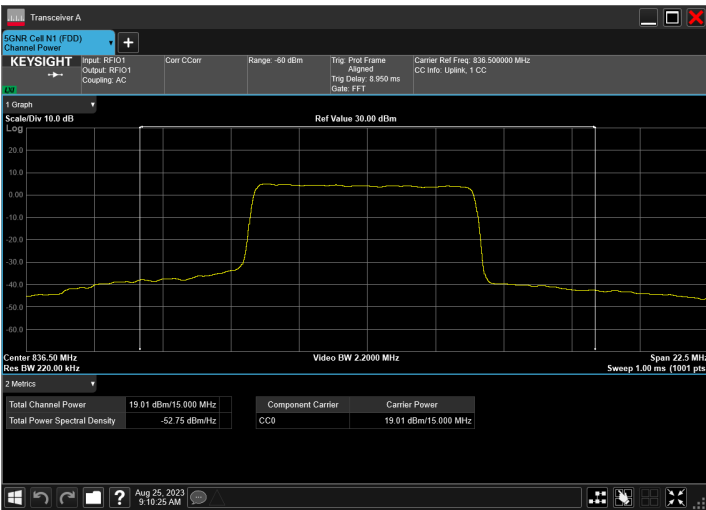 Transceiver A
5GNR Cell N1 (FDD)
Channel Power
KEYSIGHT
LXI
Input: RFIO1
Output: RFIO1
Coupling: AC
Corr CCorr
Range: -60 dBm
Trig: Prot Frame
Aligned
Trig Delay: 8.950 ms
Gate: FFT
Carrier Ref Freq: 836.500000 MHz
CC Info: Uplink, 1 CC
1 Graph
Scale/Div 10.0 dB
Ref Value 30.00 dBm
Log
20.0
10.0
0.00
-10.0
-20.0
-30.0
-40.0
-50.0
-60.0
Center 836.50 MHz
Video BW 2.2000 MHz
Span 22.5 MHz
Res BW 220.00 kHz
Sweep 1.00 ms (1001 pts
2 Metrics
Total Channel Power 19.01 dBm/15.000 MHz
Total Power Spectral Density -52.75 dBm/Hz
Component Carrier Carrier Power
CC0 19.01 dBm/15.000 MHz
?
Aug 25, 2023
9:10:25 AM